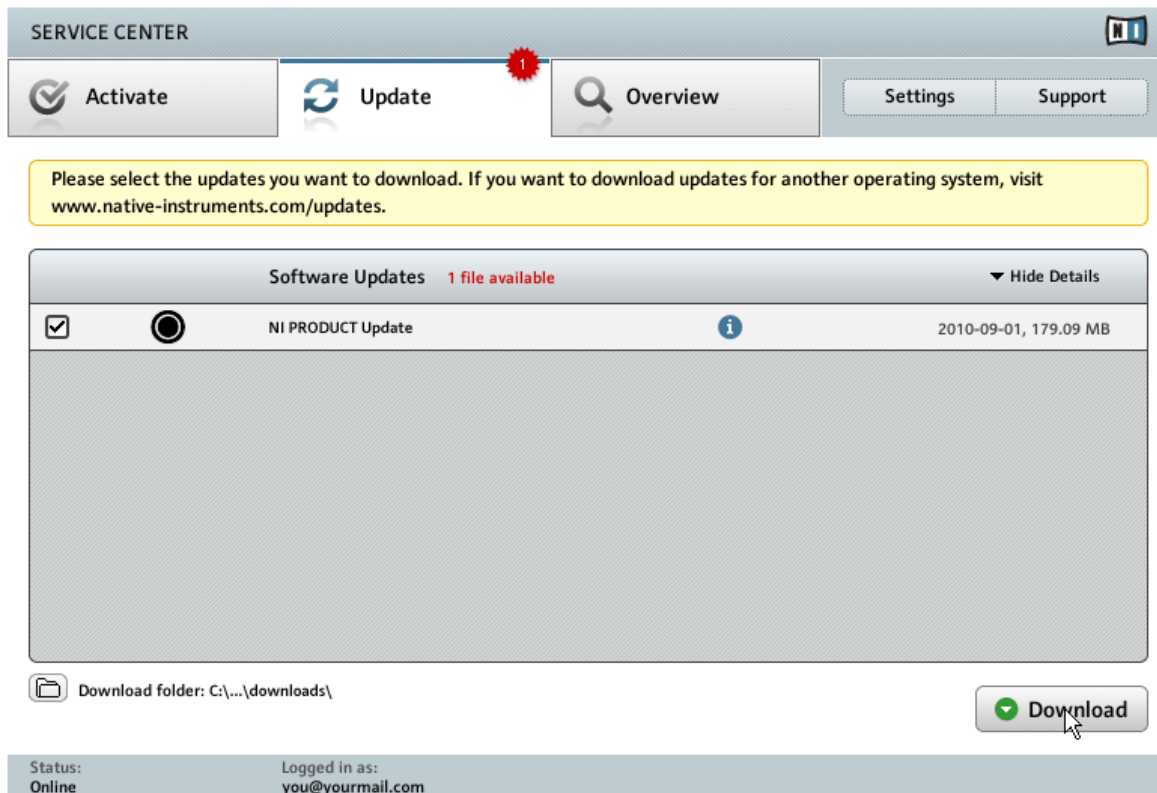 SERVICE CENTER
NI
Activate
Update
1
Overview
Settings
Support
Please select the updates you want to download. If you want to download updates for another operating system, visit
www.native-instruments.com/updates.
Software Updates 1 file available
Hide Details
NI PRODUCT Update
i
2010-09-01, 179.09 MB
Download folder: C:\...\downloads\
Download
Status:
Online
Logged in as:
you@yourmail.com